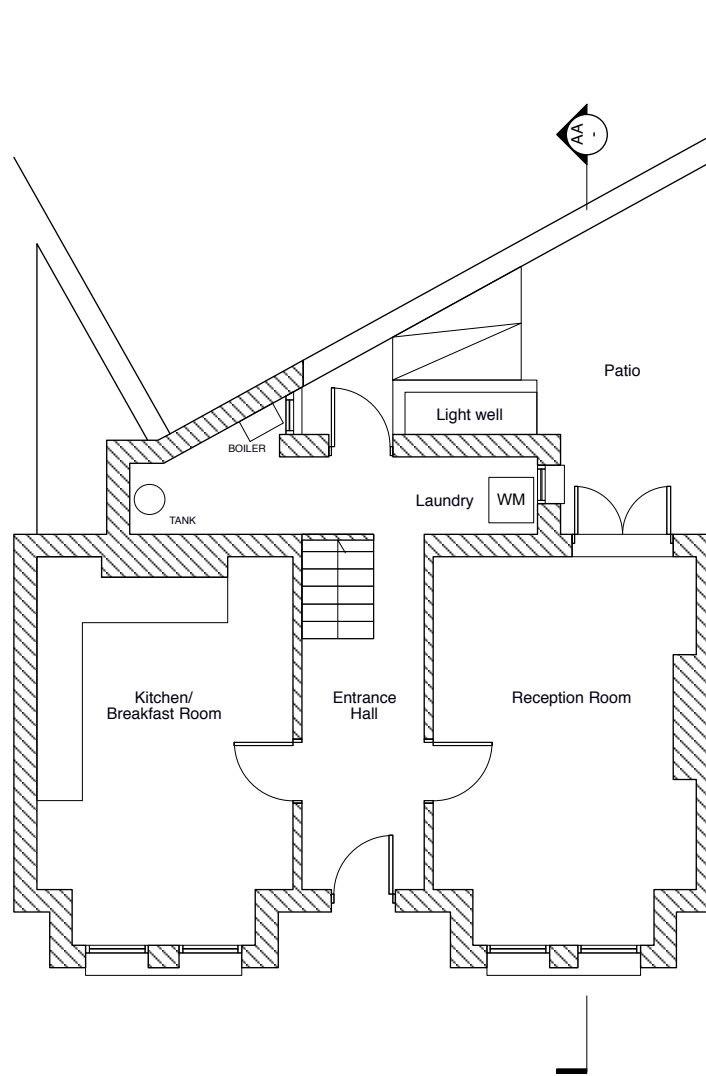 AA
-
Patio
Light well
BOILER
Laundry
WM
TANK
Kitchen/
Breakfast Room
Entrance
Hall
Reception Room